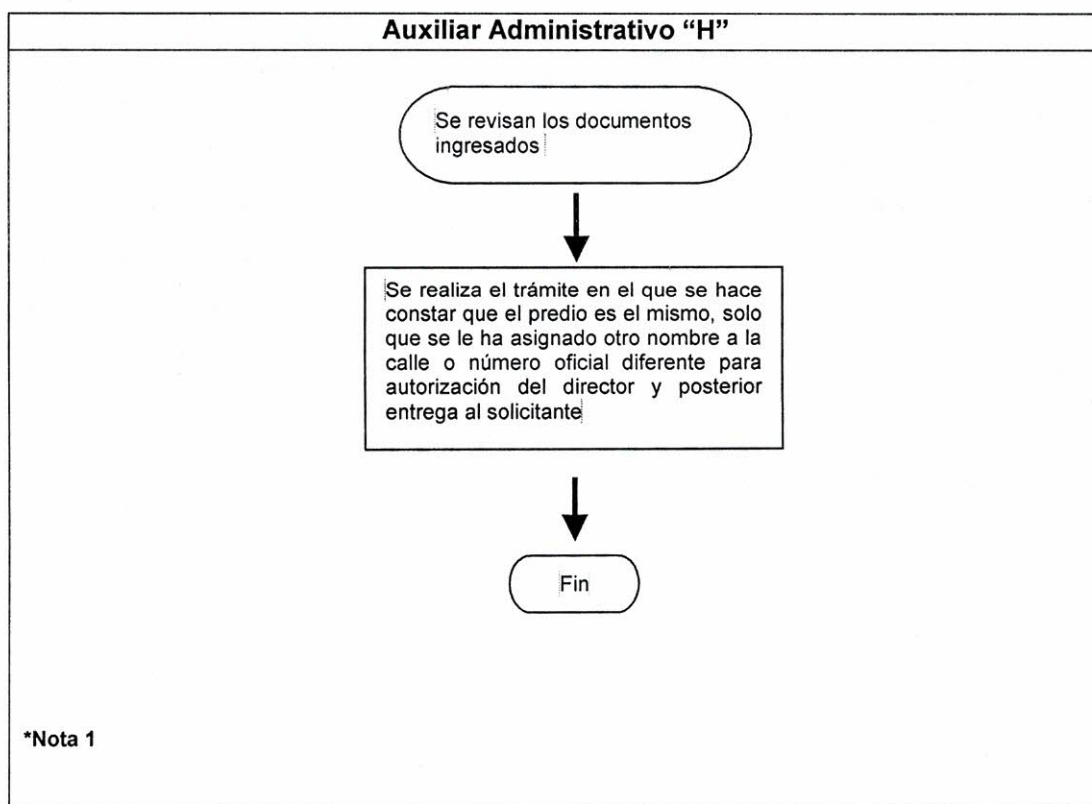 Auxiliar Administrativo “H”
Se revisan los documentos
ingresados
Se realiza el trámite en el que se hace
constar que el predio es el mismo, solo
que se le ha asignado otro nombre a la
calle o número oficial diferente para
autorización del director y posterior
entrega al solicitante
Fin
*Nota 1